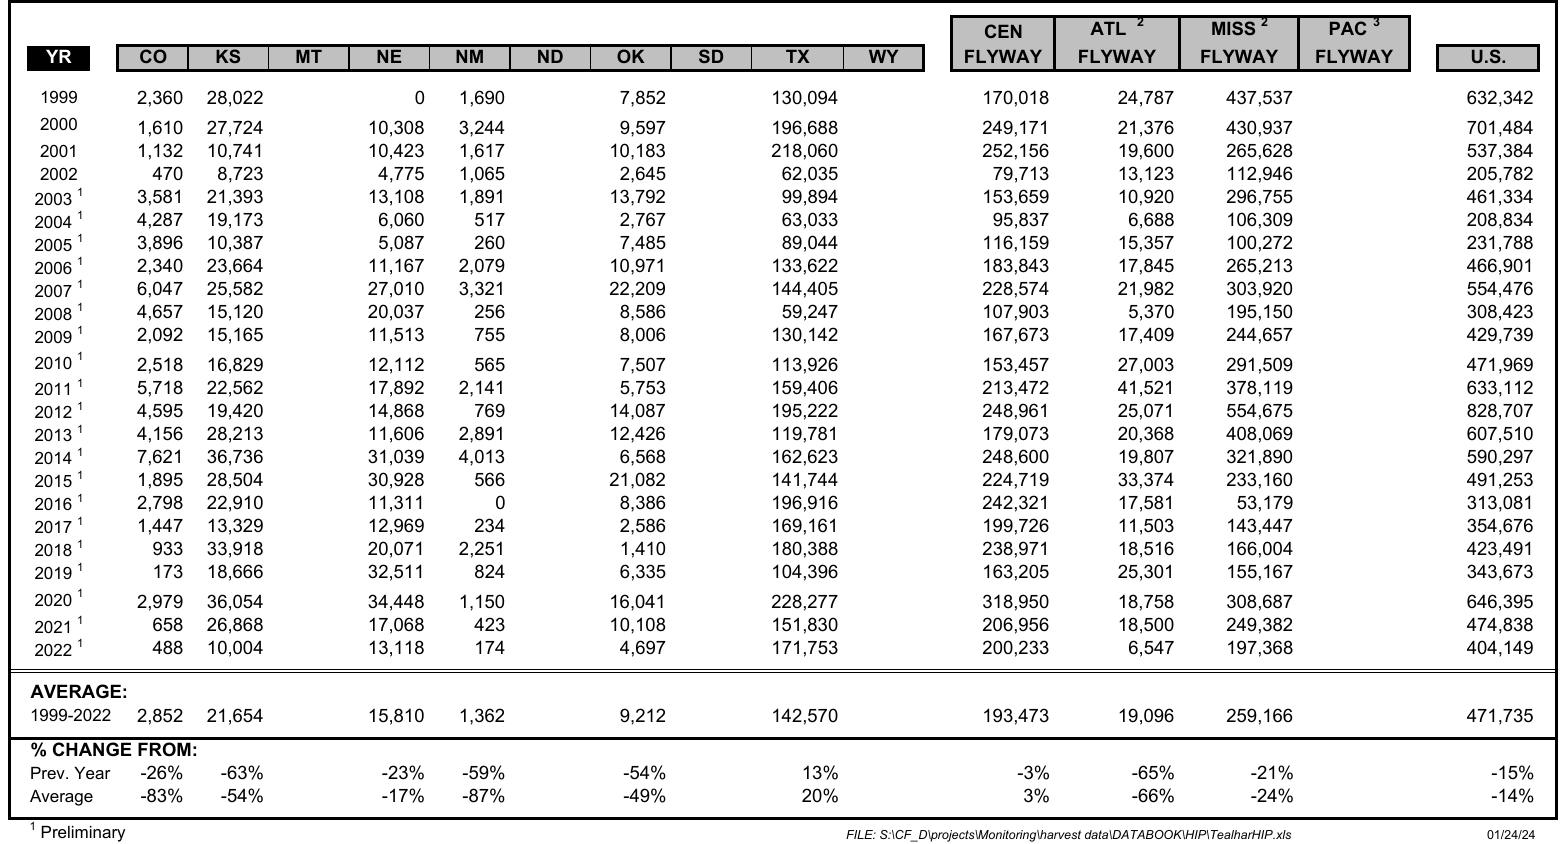 CEN ATL 2 MISS 2 PAC 3
YR CO KS MT NE NM ND OK SD TX WY FLYWAY FLYWAY FLYWAY FLYWAY U.S.
1999 2,360 28,022 0 1,690 7,852 130,094 170,018 24,787 437,537 632,342
2000 1,610 27,724 10,308 3,244 9,597 196,688 249,171 21,376 430,937 701,484
2001 1,132 10,741 10,423 1,617 10,183 218,060 252,156 19,600 265,628 537,384
2002 470 8,723 4,775 1,065 2,645 62,035 79,713 13,123 112,946 205,782
2003 1 3,581 21,393 13,108 1,891 13,792 99,894 153,659 10,920 296,755 461,334
2004 1 4,287 19,173 6,060 517 2,767 63,033 95,837 6,688 106,309 208,834
2005 1 3,896 10,387 5,087 260 7,485 89,044 116,159 15,357 100,272 231,788
2006 1 2,340 23,664 11,167 2,079 10,971 133,622 183,843 17,845 265,213 466,901
2007 1 6,047 25,582 27,010 3,321 22,209 144,405 228,574 21,982 303,920 554,476
2008 1 4,657 15,120 20,037 256 8,586 59,247 107,903 5,370 195,150 308,423
2009 1 2,092 15,165 11,513 755 8,006 130,142 167,673 17,409 244,657 429,739
2010 1 2,518 16,829 12,112 565 7,507 113,926 153,457 27,003 291,509 471,969
2011 1 5,718 22,562 17,892 2,141 5,753 159,406 213,472 41,521 378,119 633,112
2012 1 4,595 19,420 14,868 769 14,087 195,222 248,961 25,071 554,675 828,707
2013 1 4,156 28,213 11,606 2,891 12,426 119,781 179,073 20,368 408,069 607,510
2014 1 7,621 36,736 31,039 4,013 6,568 162,623 248,600 19,807 321,890 590,297
2015 1 1,895 28,504 30,928 566 21,082 141,744 224,719 33,374 233,160 491,253
2016 1 2,798 22,910 11,311 0 8,386 196,916 242,321 17,581 53,179 313,081
2017 1 1,447 13,329 12,969 234 2,586 169,161 199,726 11,503 143,447 354,676
2018 1 933 33,918 20,071 2,251 1,410 180,388 238,971 18,516 166,004 423,491
2019 1 173 18,666 32,511 824 6,335 104,396 163,205 25,301 155,167 343,673
2020 1 2,979 36,054 34,448 1,150 16,041 228,277 318,950 18,758 308,687 646,395
2021 1 658 26,868 17,068 423 10,108 151,830 206,956 18,500 249,382 474,838
2022 1 488 10,004 13,118 174 4,697 171,753 200,233 6,547 197,368 404,149
AVERAGE:
1999-2022 2,852 21,654 15,810 1,362 9,212 142,570 193,473 19,096 259,166 471,735
% CHANGE FROM:
Prev. Year -26% -63% -23% -59% -54% 13% -3% -65% -21% -15%
Average -83% -54% -17% -87% -49% 20% 3% -66% -24% -14%
1 Preliminary FILE: S:\CF_D\projects\Monitoring\harvest data\DATABOOK\HIP\TealharHIP.xls 01/24/24